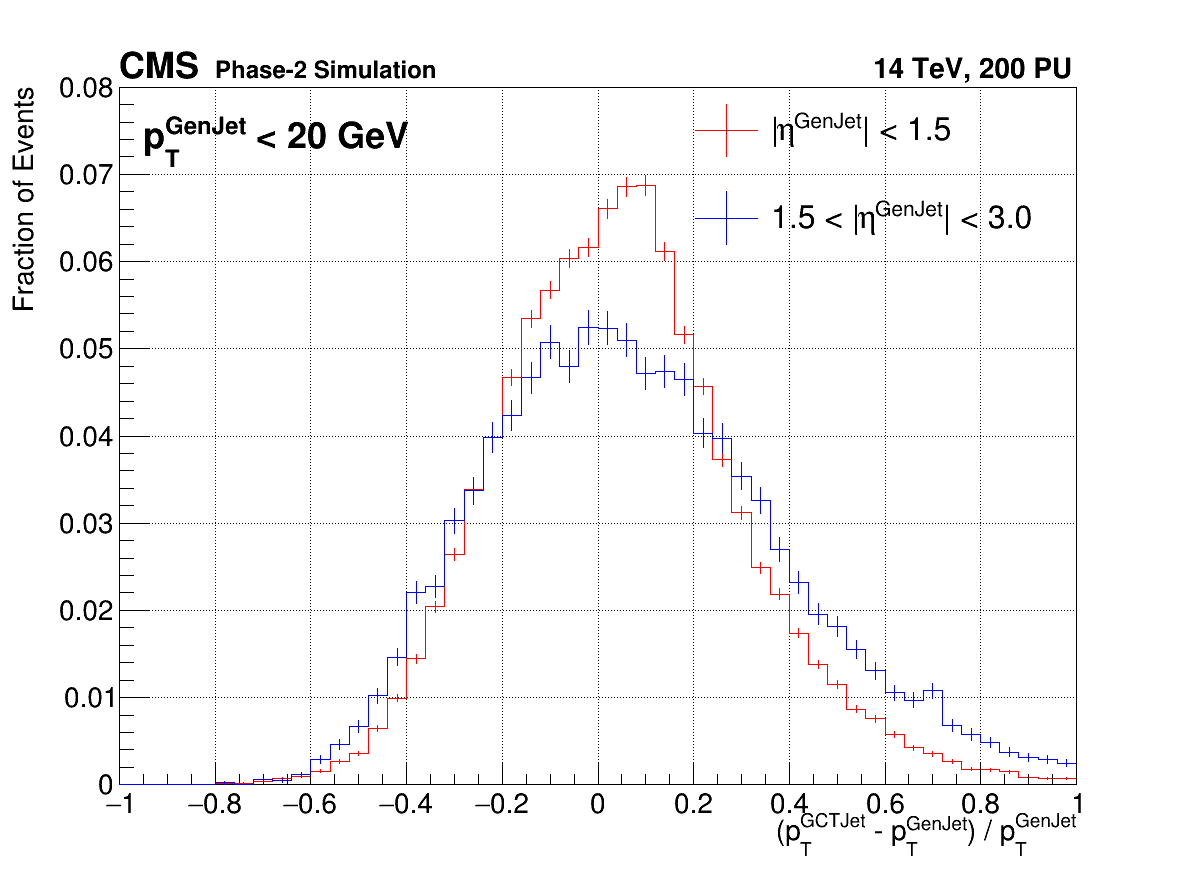 CMS Phase-2 Simulation 14 TeV, 200 PU
Fraction of Events
p_T^GenJet < 20 GeV
|η^GenJet| < 1.5
1.5 < |η^GenJet| < 3.0
0.08
0.07
0.06
0.05
0.04
0.03
0.02
0.01
0
−1 −0.8 −0.6 −0.4 −0.2 0 0.2 0.4 0.6 0.8 1
(p_T^GCTJet - p_T^GenJet) / p_T^GenJet